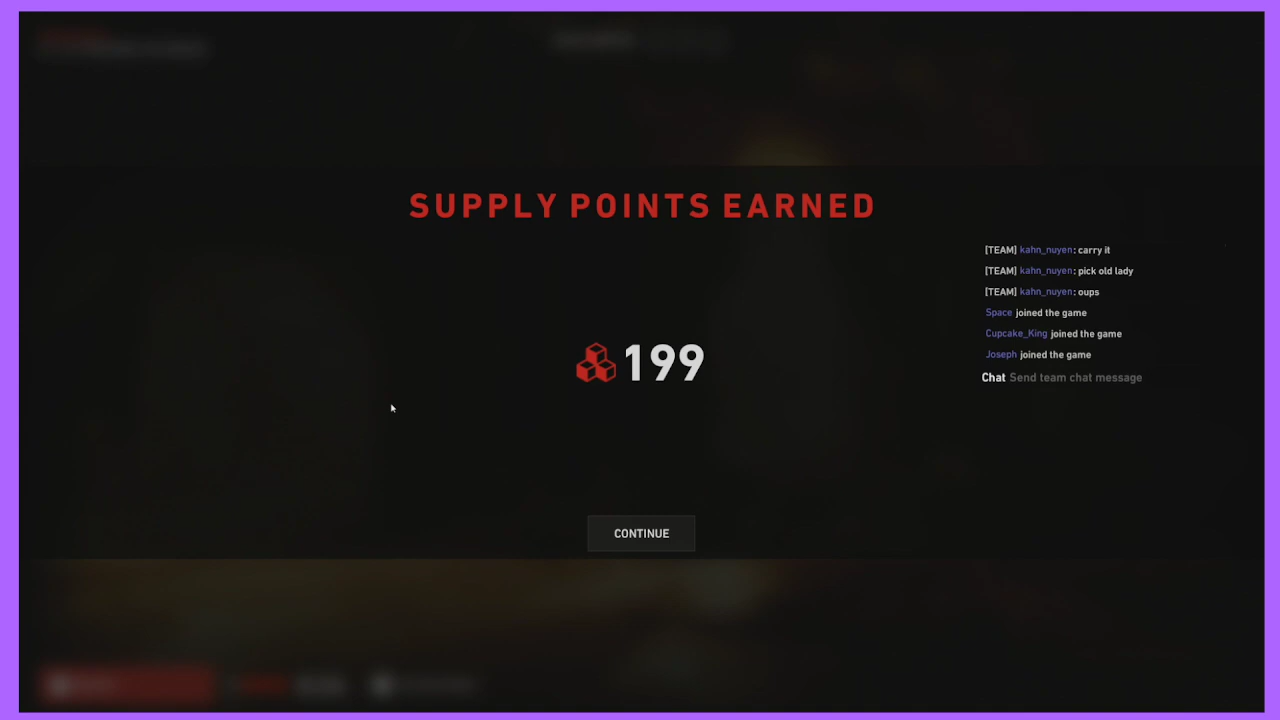 SUPPLY POINTS EARNED
[TEAM] kahn_nuyen: carry it
[TEAM] kahn_nuyen: pick old lady
[TEAM] kahn_nuyen: oups
Space joined the game
Cupcake_King joined the game
Joseph joined the game
Chat Send team chat message
199
CONTINUE